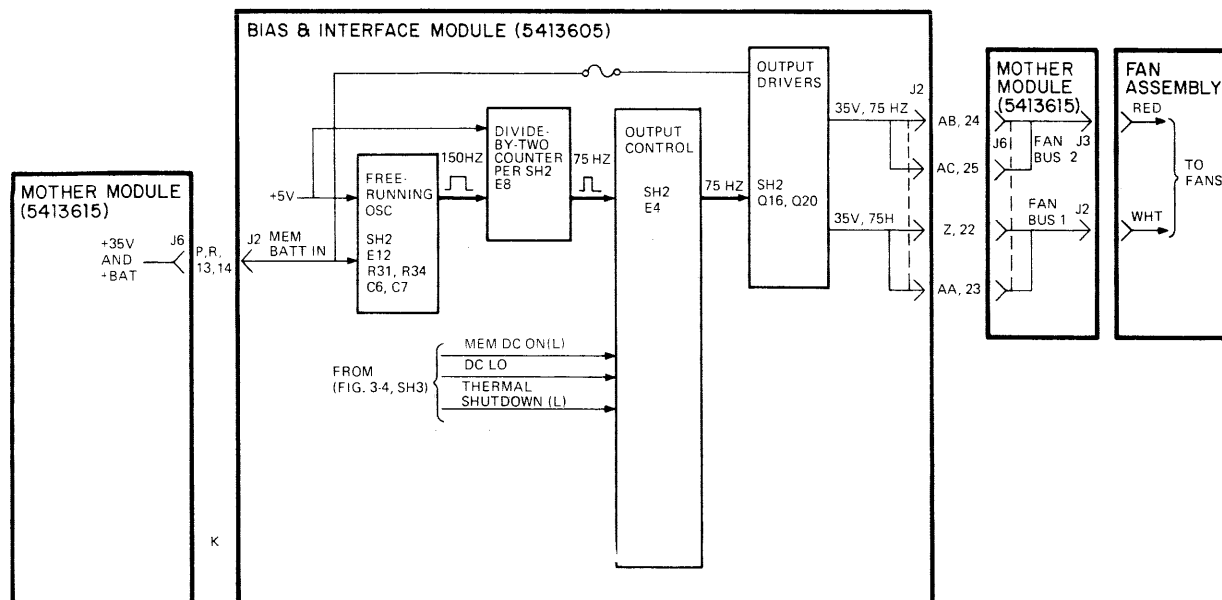 BIAS & INTERFACE MODULE (5413605)
MOTHER MODULE
(5413615)
+35V
AND
+BAT
J6
P,R,
13,14
K
J2
MEM
BATT IN
+5V
FREE-
RUNNING
OSC
SH2
E12
R31, R34
C6, C7
150HZ
DIVIDE-
BY-TWO
COUNTER
PER SH2
E8
75 HZ
OUTPUT
CONTROL
SH2
E4
FROM
(FIG. 3-4, SH3)
MEM DC ON(L)
DC LO
THERMAL
SHUTDOWN (L)
75 HZ
OUTPUT
DRIVERS
SH2
Q16, Q20
35V, 75 HZ
35V, 75H
J2
AB, 24
AC, 25
Z, 22
AA, 23
MOTHER
MODULE
(5413615)
J6
FAN
BUS 2
J3
FAN
BUS 1
J2
FAN
ASSEMBLY
RED
WHT
TO
FANS